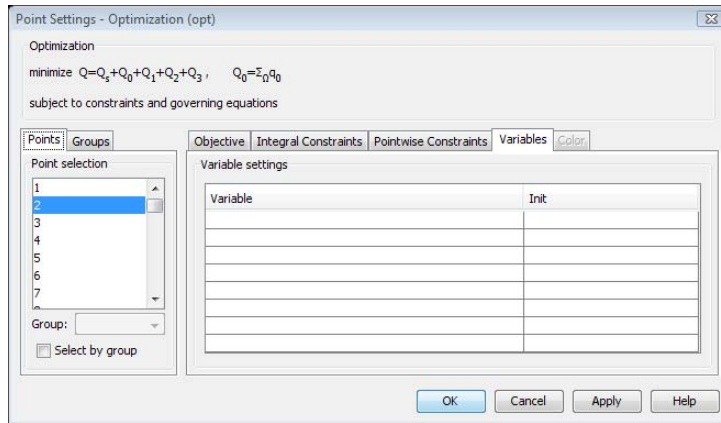 Point Settings - Optimization (opt)
Optimization
minimize Q=Qs+Q0+Q1+Q2+Q3 , Q0=ΣΩq0
subject to constraints and governing equations
Points Groups
Objective Integral Constraints Pointwise Constraints Variables Color
Point selection
Variable settings
1
2
3
4
5
6
7
Variable Init
Group:
Select by group
OK Cancel Apply Help